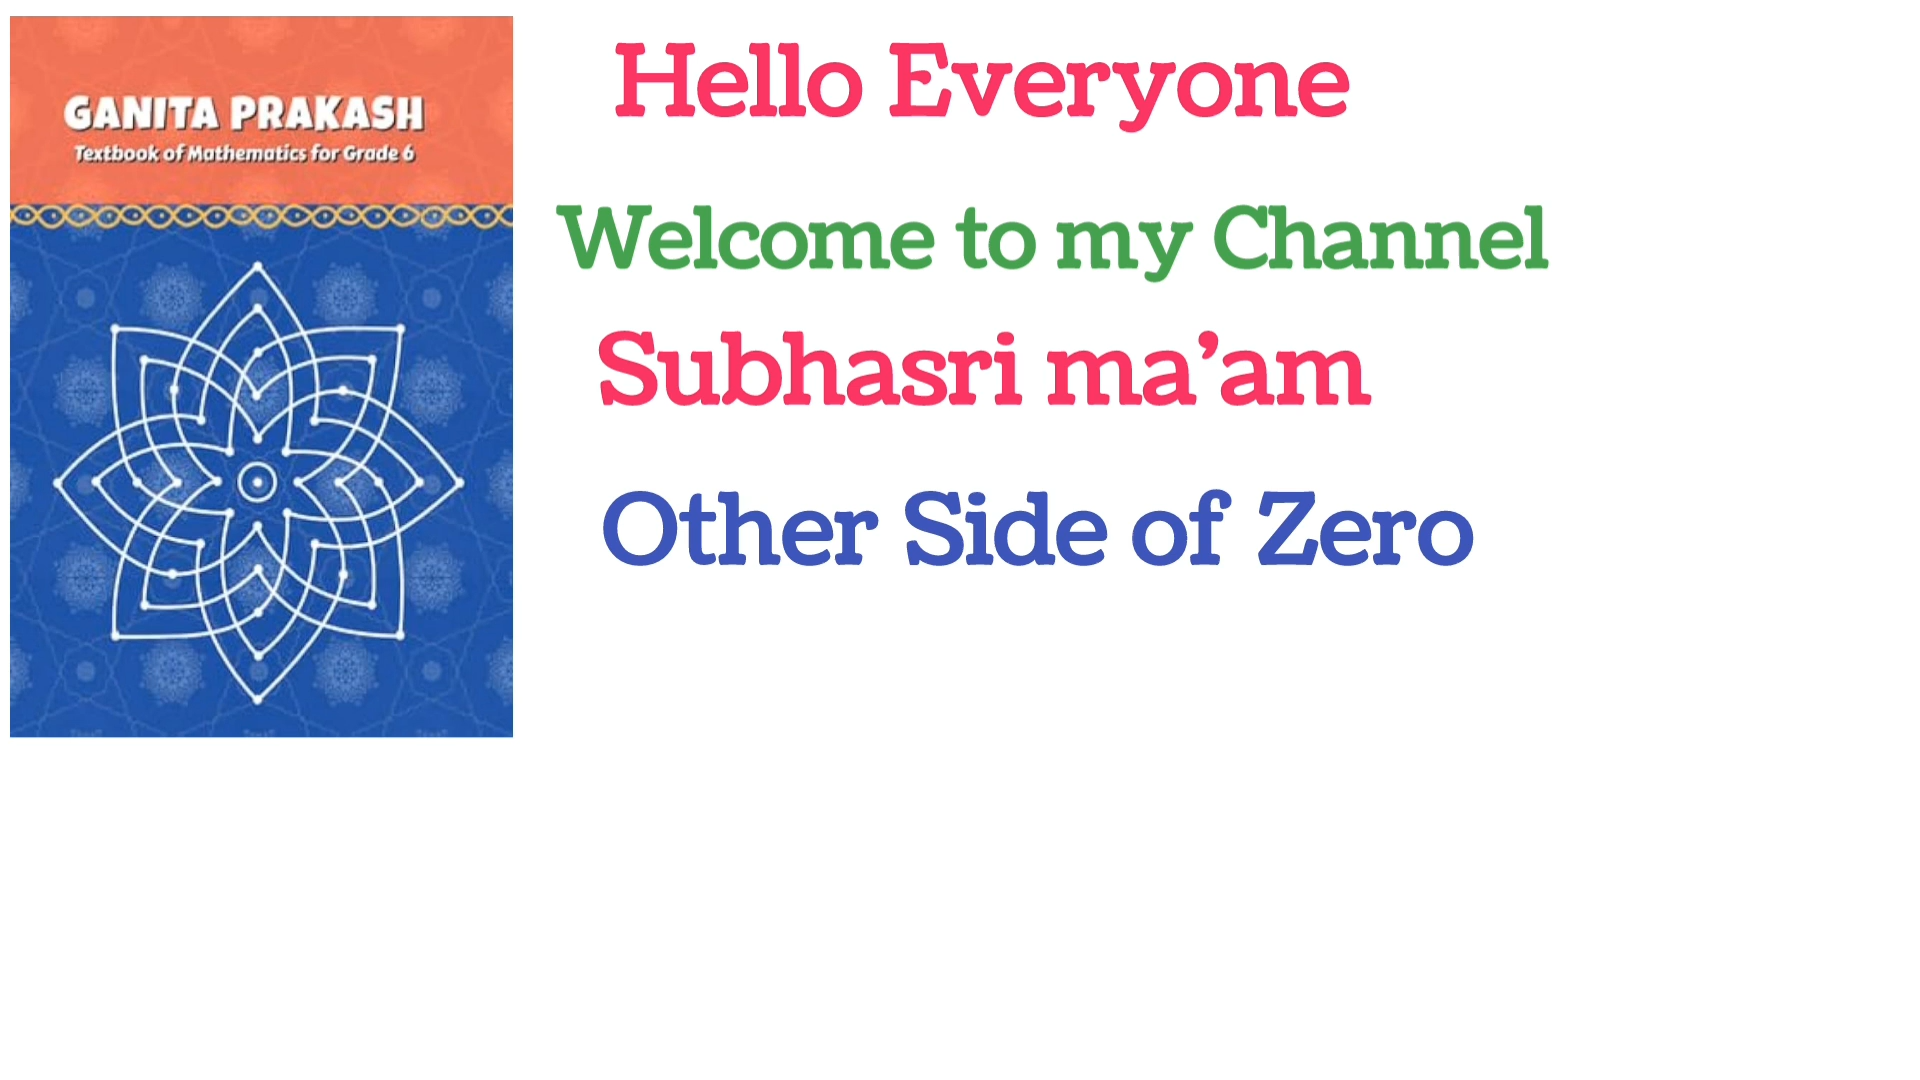 GANITA PRAKASH
Textbook of Mathematics for Grade 6
Hello Everyone
Welcome to my Channel
Subhasri ma’am
Other Side of Zero